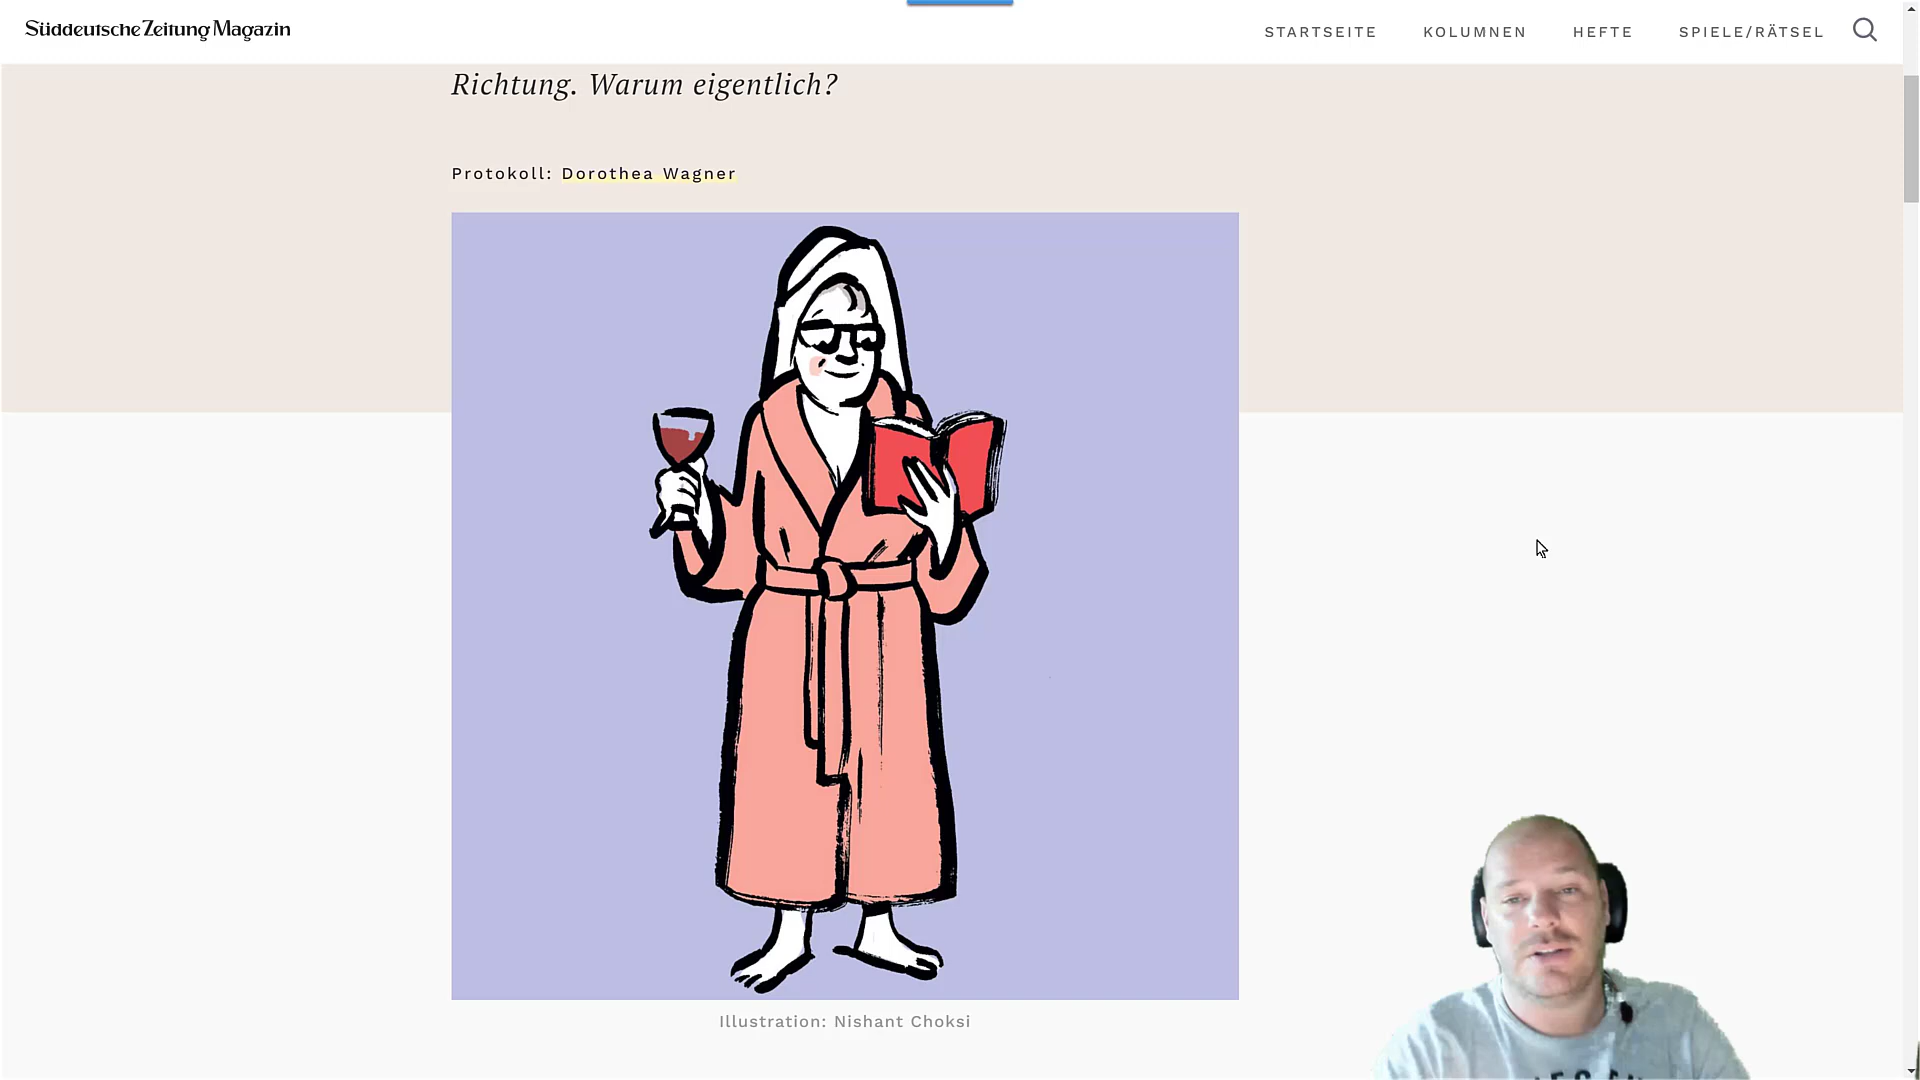 Süddeutsche Zeitung Magazin
STARTSEITE KOLUMNEN HEFTE SPIELE/RÄTSEL
Richtung. Warum eigentlich?
Protokoll: Dorothea Wagner
Illustration: Nishant Choksi